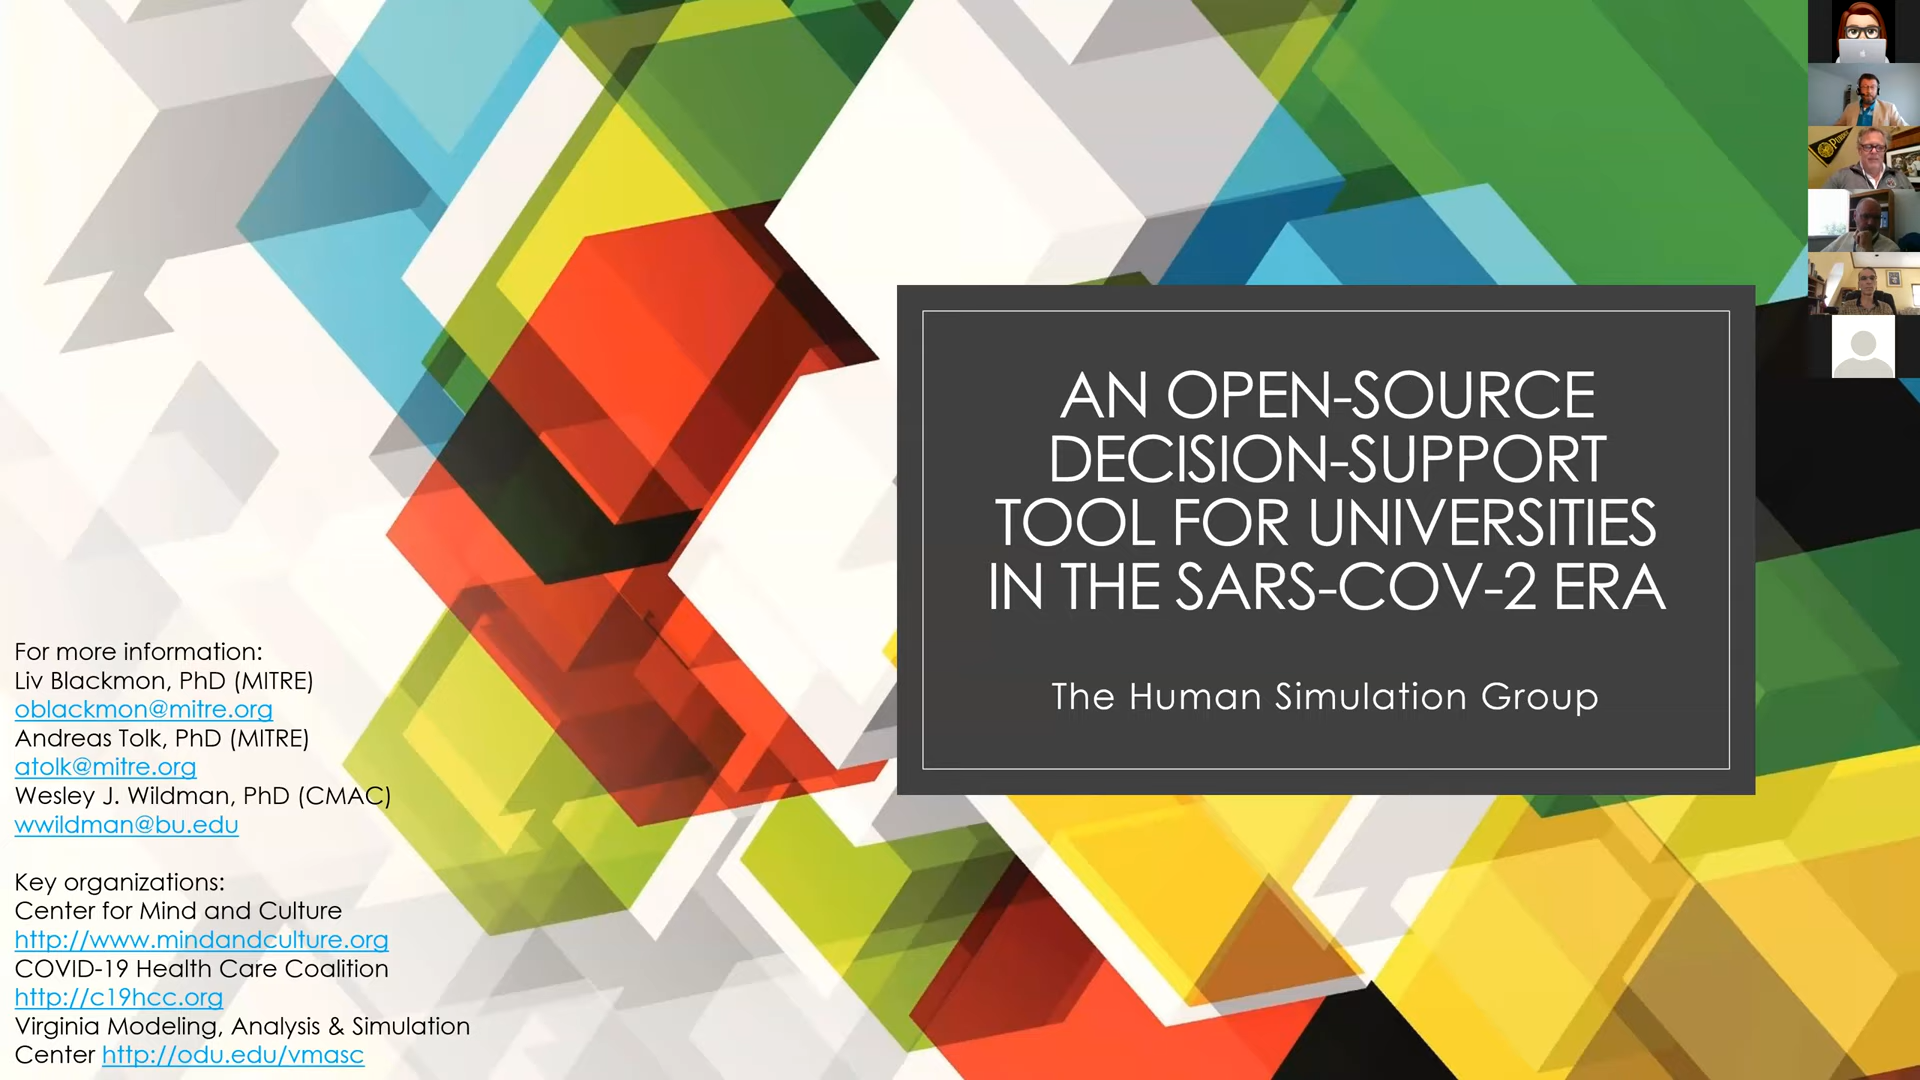 AN OPEN-SOURCE
DECISION-SUPPORT
TOOL FOR UNIVERSITIES
IN THE SARS-COV-2 ERA
The Human Simulation Group
For more information:
Liv Blackmon, PhD (MITRE)
oblackmon@mitre.org
Andreas Tolk, PhD (MITRE)
atolk@mitre.org
Wesley J. Wildman, PhD (CMAC)
wwildman@bu.edu
Key organizations:
Center for Mind and Culture
http://www.mindandculture.org
COVID-19 Health Care Coalition
http://c19hcc.org
Virginia Modeling, Analysis & Simulation
Center http://odu.edu/vmasc